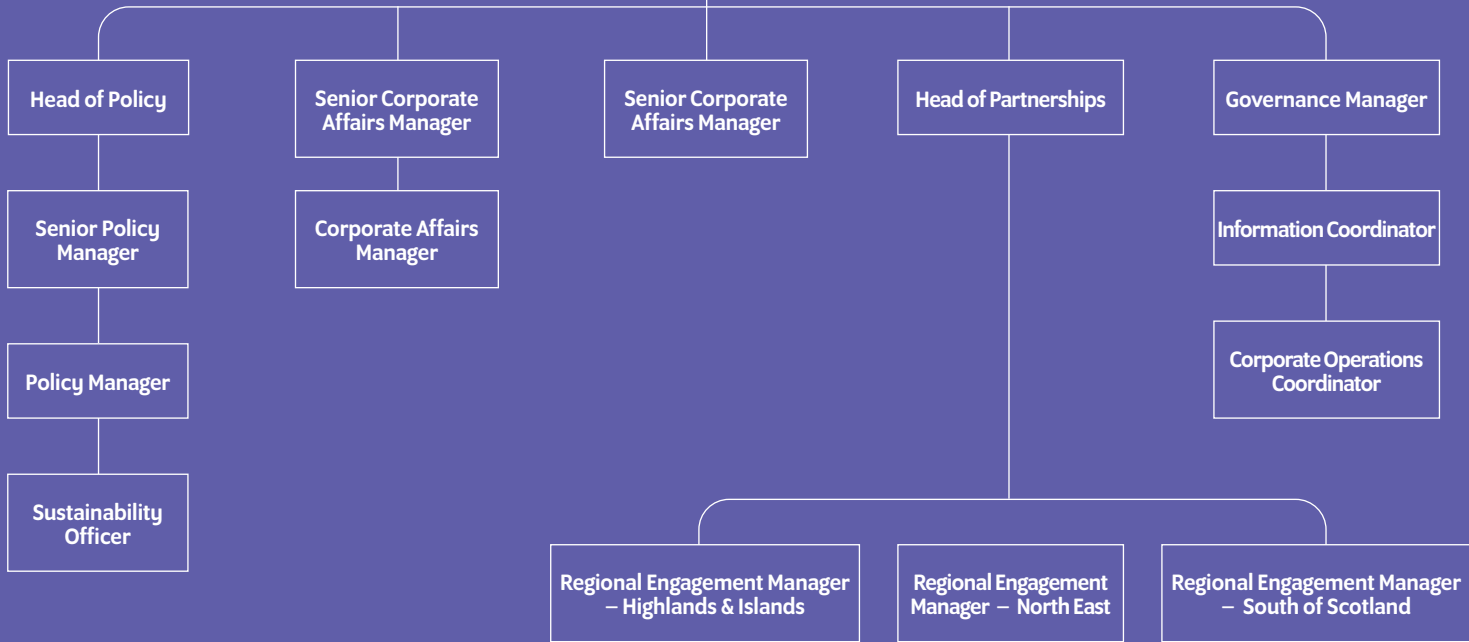 Head of Policy
Senior Corporate
Affairs Manager
Senior Corporate
Affairs Manager
Head of Partnerships
Governance Manager
Senior Policy
Manager
Corporate Affairs
Manager
Information Coordinator
Policy Manager
Corporate Operations
Coordinator
Sustainability
Officer
Regional Engagement Manager
– Highlands & Islands
Regional Engagement
Manager – North East
Regional Engagement Manager
– South of Scotland